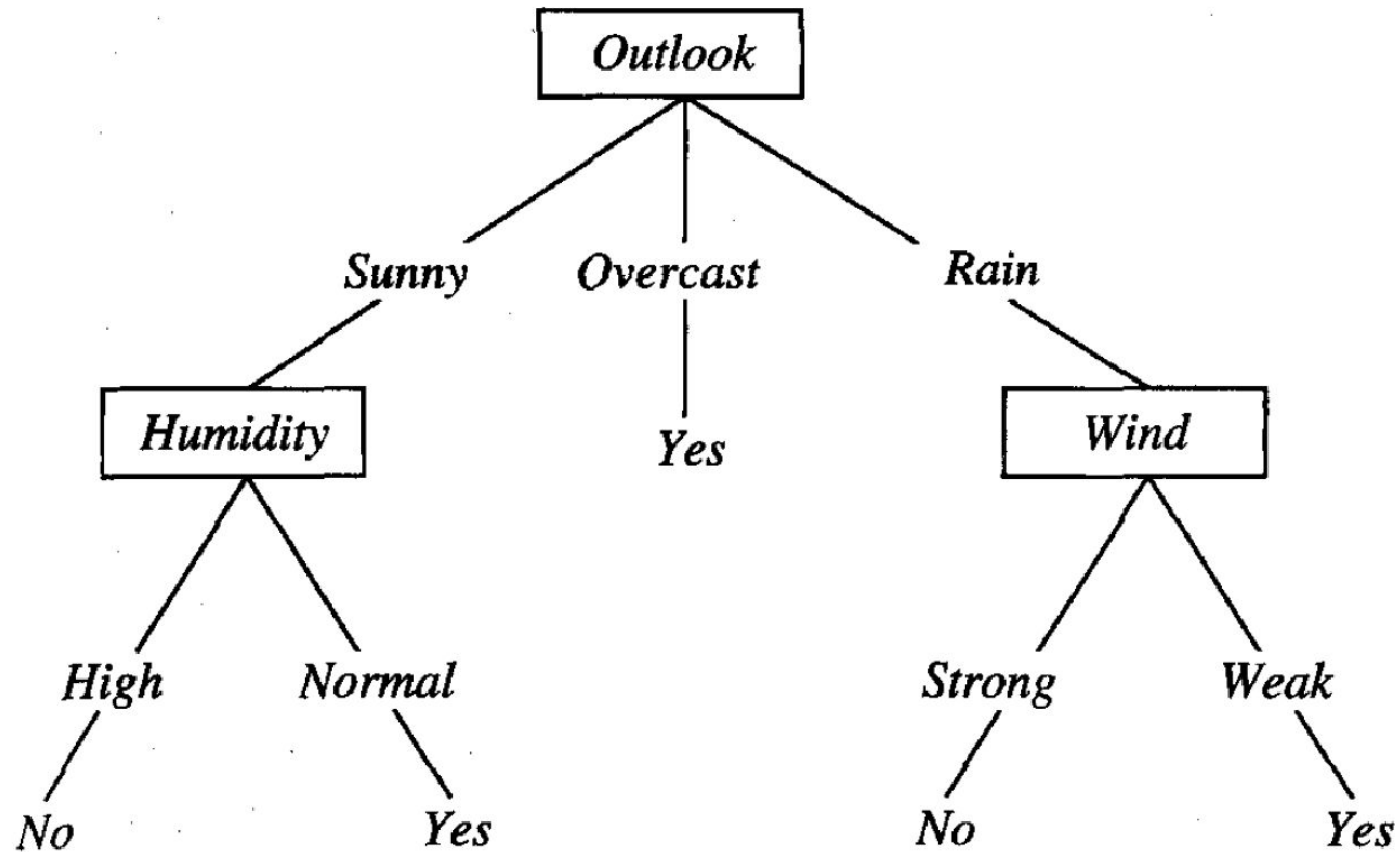 Outlook
Sunny Overcast Rain
Humidity Yes Wind
High Normal Strong Weak
No Yes No Yes